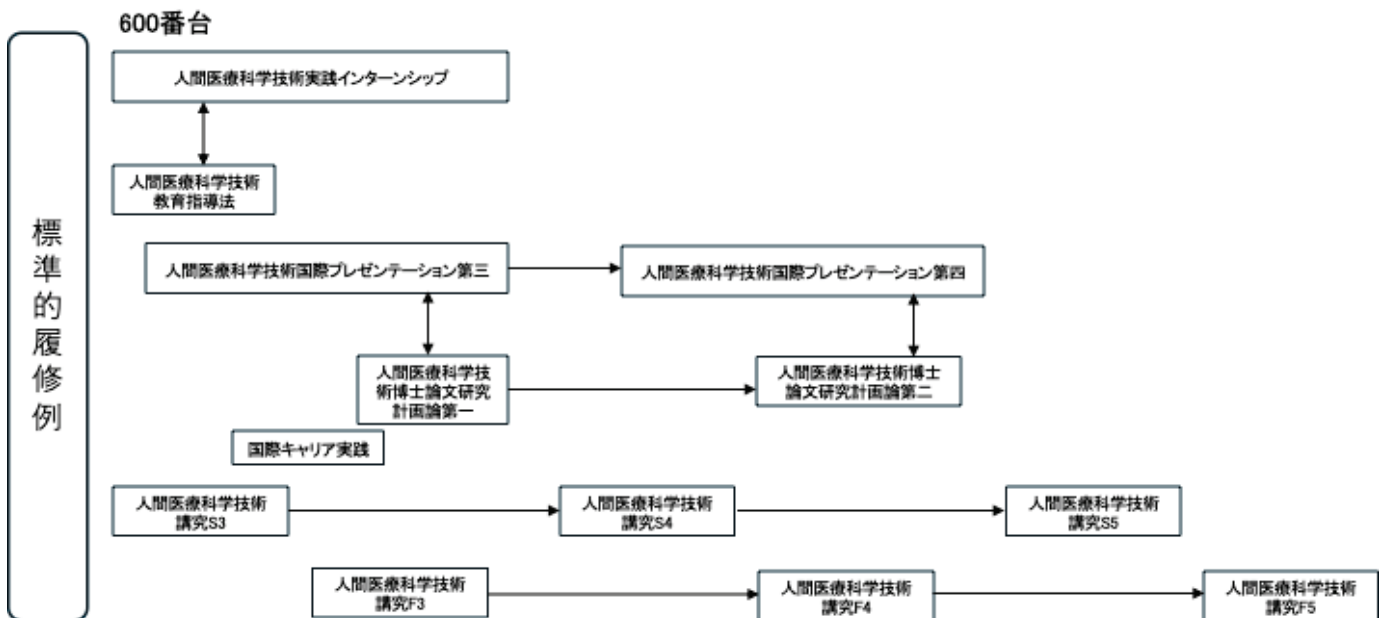 600番台
標準的履修例
人間医療科学技術実践インターンシップ
人間医療科学技術
教育指導法
人間医療科学技術国際プレゼンテーション第三
人間医療科学技術国際プレゼンテーション第四
人間医療科学技
術博士論文研究
計画論第一
人間医療科学技術博士
論文研究計画論第二
国際キャリア実践
人間医療科学技術
講究S3
人間医療科学技術
講究S4
人間医療科学技術
講究S5
人間医療科学技術
講究F3
人間医療科学技術
講究F4
人間医療科学技術
講究F5